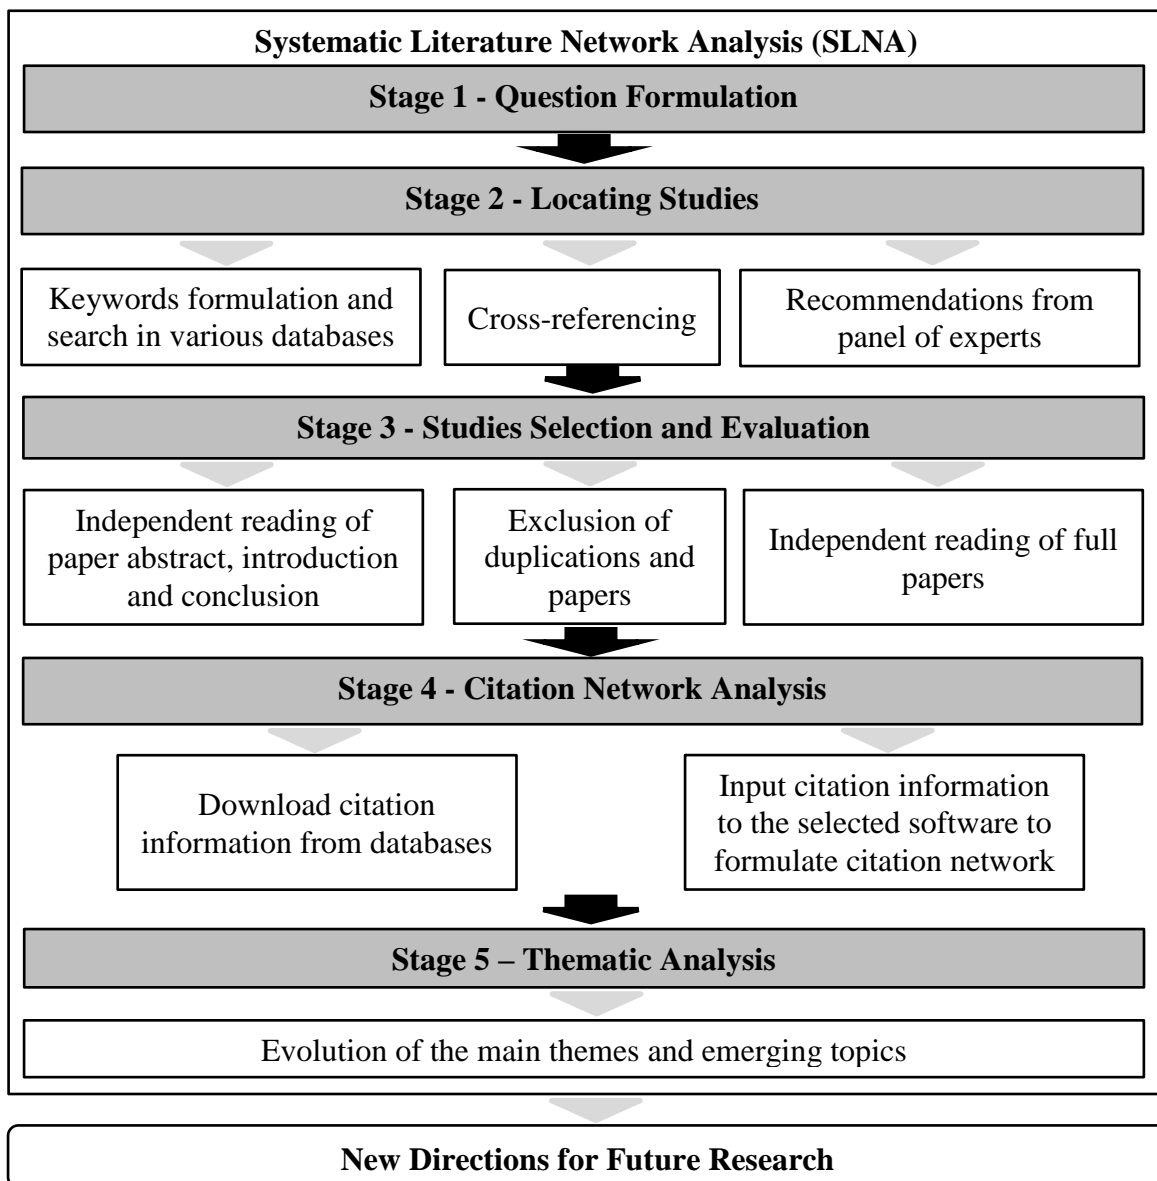 Systematic Literature Network Analysis (SLNA)
Stage 1 - Question Formulation
Stage 2 - Locating Studies
Keywords formulation and
search in various databases
Cross-referencing
Recommendations from
panel of experts
Stage 3 - Studies Selection and Evaluation
Independent reading of
paper abstract, introduction
and conclusion
Exclusion of
duplications and
papers
Independent reading of full
papers
Stage 4 - Citation Network Analysis
Download citation
information from databases
Input citation information
to the selected software to
formulate citation network
Stage 5 – Thematic Analysis
Evolution of the main themes and emerging topics
New Directions for Future Research